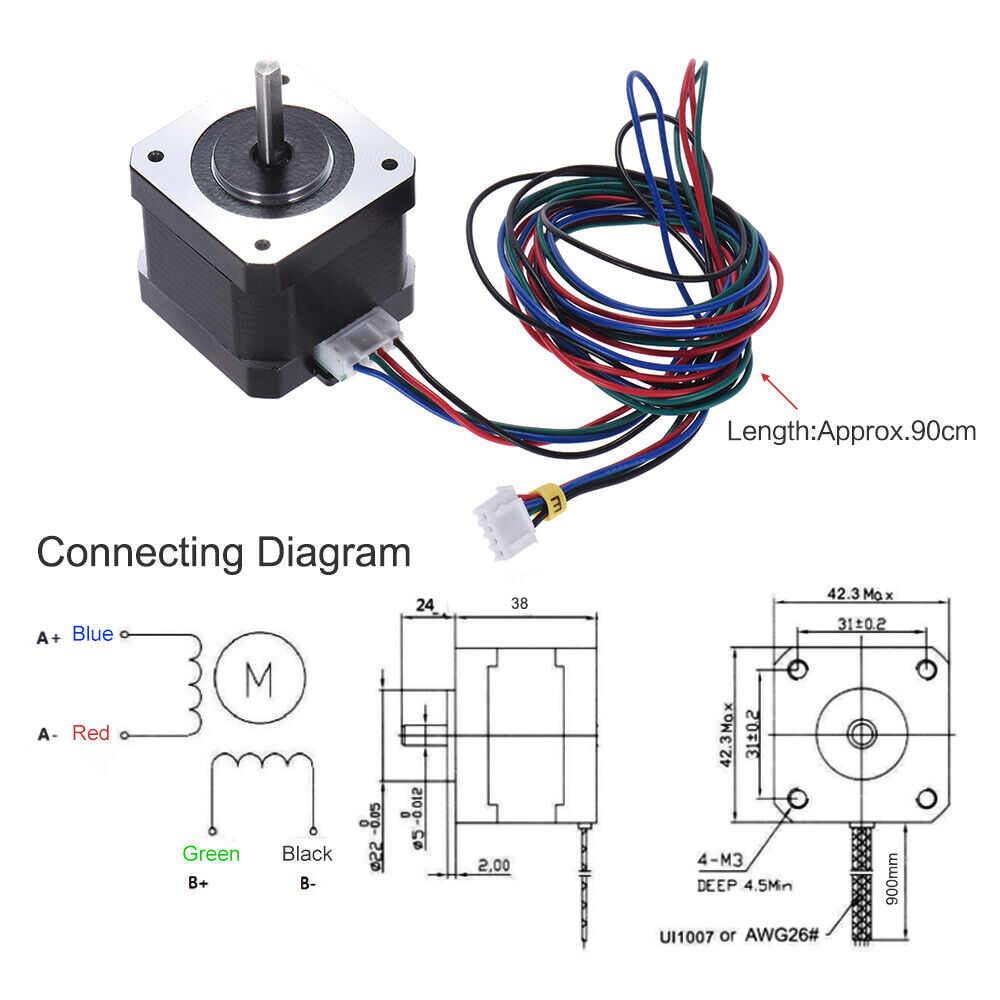 Length:Approx.90cm
E
Connecting Diagram
A+ Blue
A- Red
M
Green
Black
B+
B-
24
38
ø22 0 -0.05
ø5 0 -0.012
2,00
42.3 Max
31±0.2
42.3 Max
31±0.2
4-M3
DEEP 4.5Min
900mm
UI1007 or AWG26#